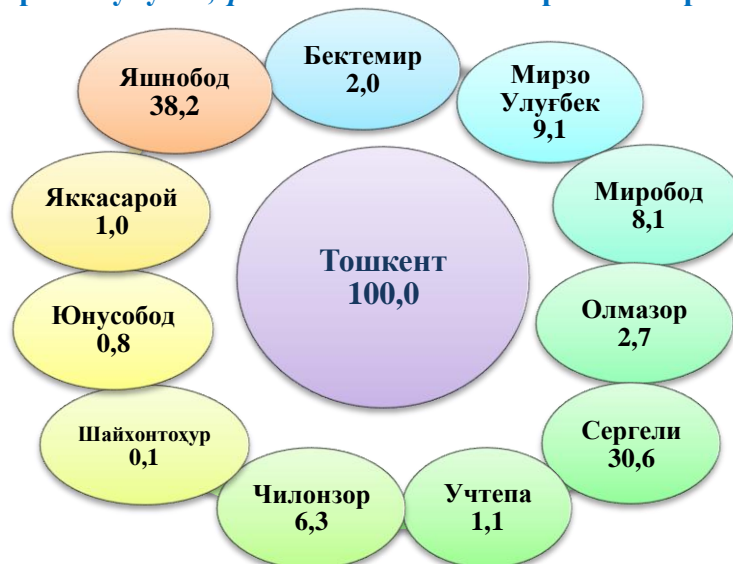 Бектемир
2,0
Мирзо
Улуғбек
9,1
Миробод
8,1
Олмазор
2,7
Сергели
30,6
Учтепа
1,1
Чилонзор
6,3
Шайхонтоҳур
0,1
Юнусобод
0,8
Яккасарой
1,0
Яшнобод
38,2
Тошкент
100,0